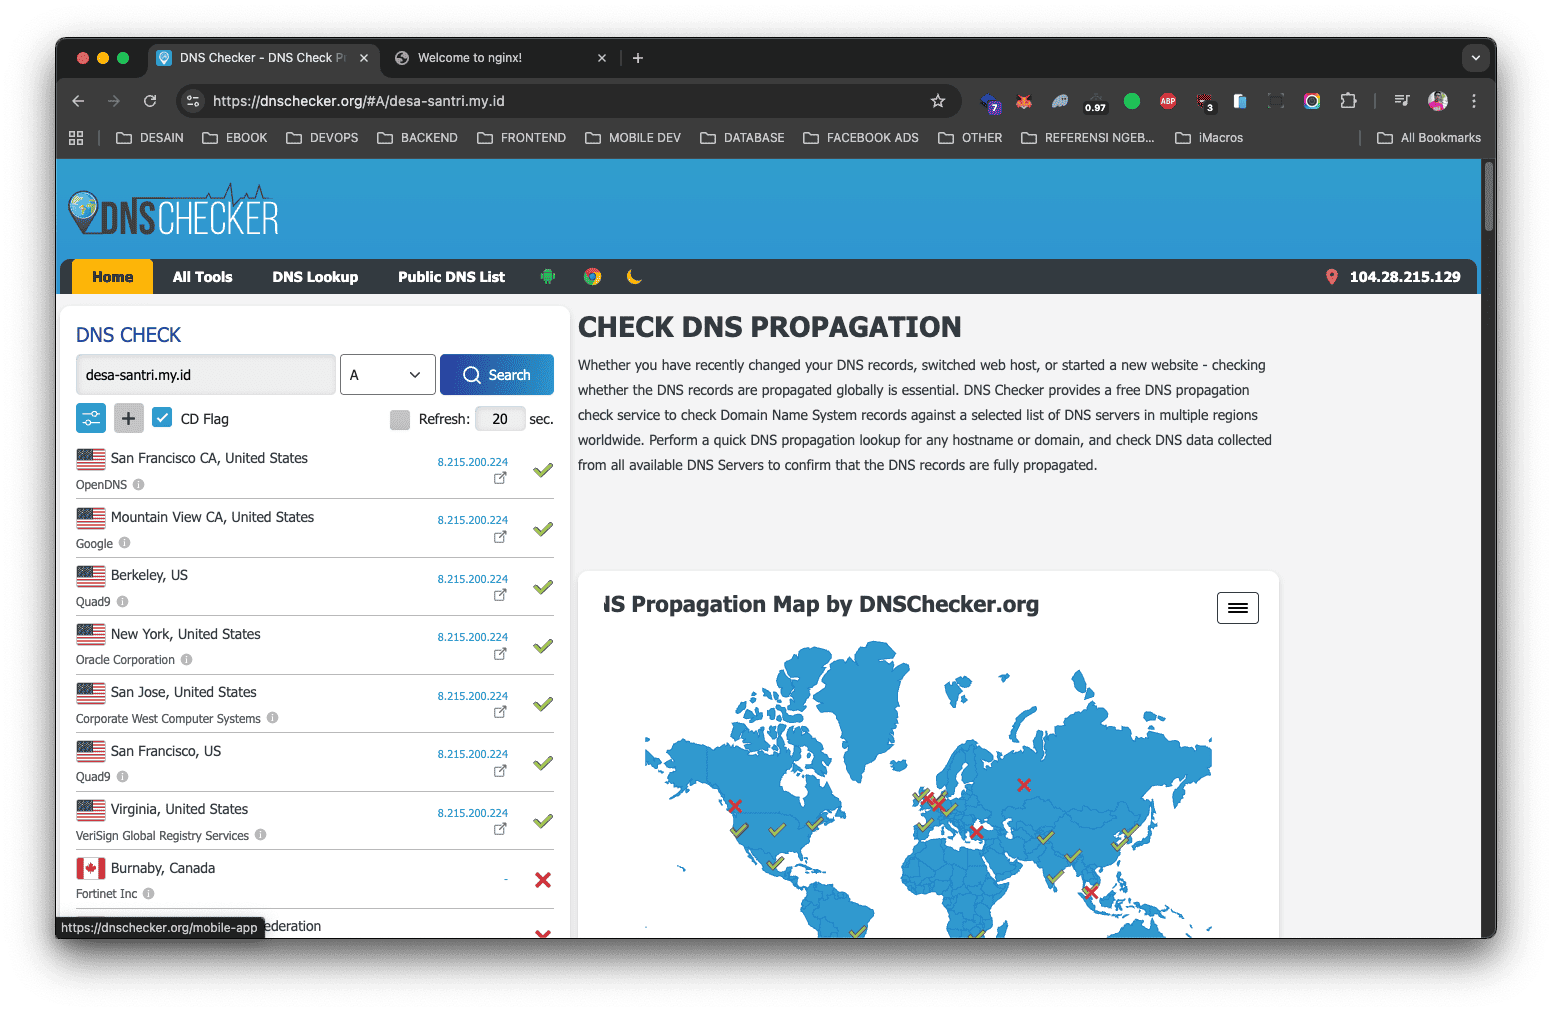 DNS Checker - DNS Check Pr
Welcome to nginx!
https://dnschecker.org/#A/desa-santri.my.id
7
0.97
ABP
3
DESAIN
EBOOK
DEVOPS
BACKEND
FRONTEND
MOBILE DEV
DATABASE
FACEBOOK ADS
OTHER
REFERENSI NGEB...
iMacros
All Bookmarks
DNSCHECKER
Home
All Tools
DNS Lookup
Public DNS List
104.28.215.129
DNS CHECK
desa-santri.my.id
A
Search
CD Flag
Refresh: 20 sec.
San Francisco CA, United States
8.215.200.224
OpenDNS
Mountain View CA, United States
8.215.200.224
Google
Berkeley, US
8.215.200.224
Quad9
New York, United States
8.215.200.224
Oracle Corporation
San Jose, United States
8.215.200.224
Corporate West Computer Systems
San Francisco, US
8.215.200.224
Quad9
Virginia, United States
8.215.200.224
VeriSign Global Registry Services
Burnaby, Canada
-
Fortinet Inc
ederation
https://dnschecker.org/mobile-app
CHECK DNS PROPAGATION
Whether you have recently changed your DNS records, switched web host, or started a new website - checking
whether the DNS records are propagated globally is essential. DNS Checker provides a free DNS propagation
check service to check Domain Name System records against a selected list of DNS servers in multiple regions
worldwide. Perform a quick DNS propagation lookup for any hostname or domain, and check DNS data collected
from all available DNS Servers to confirm that the DNS records are fully propagated.
NS Propagation Map by DNSChecker.org